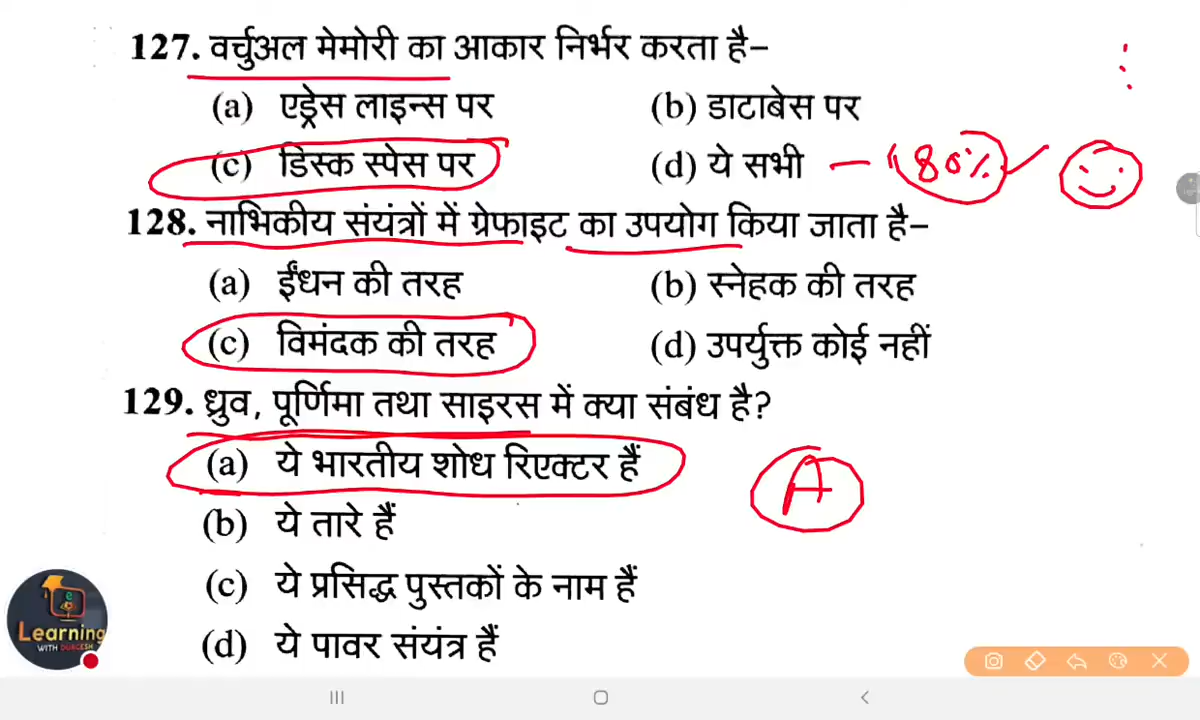 127. वर्चुअल मेमोरी का आकार निर्भर करता है–
(a) एड्रेस लाइन्स पर (b) डाटाबेस पर
(c) डिस्क स्पेस पर (d) ये सभी – 80%
128. नाभिकीय संयंत्रों में ग्रेफाइट का उपयोग किया जाता है–
(a) ईंधन की तरह (b) स्नेहक की तरह
(c) विमंदक की तरह (d) उपर्युक्त कोई नहीं
129. ध्रुव, पूर्णिमा तथा साइरस में क्या संबंध है?
(a) ये भारतीय शोध रिएक्टर हैं A
(b) ये तारे हैं
(c) ये प्रसिद्ध पुस्तकों के नाम हैं
(d) ये पावर संयंत्र हैं
e
Learning
WITH DURGESH